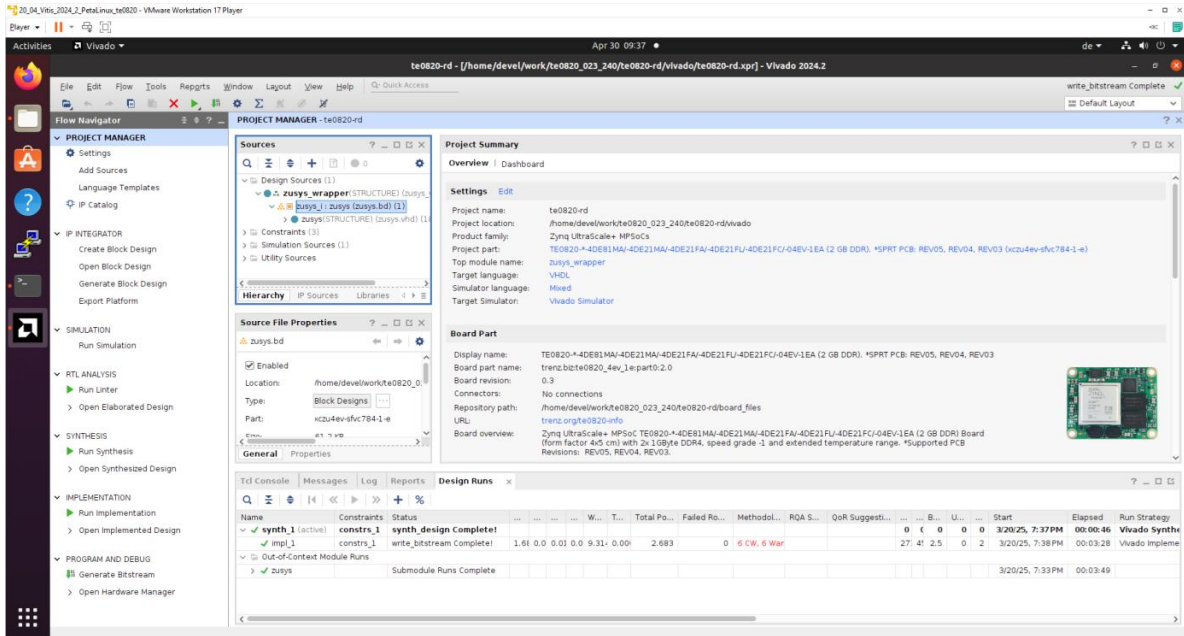 20_04_Vitis_2024_2_PetaLinux_te0820 - VMware Workstation 17 Player
Player
Activities Vivado Apr 30 09:37 de
te0820-rd - [/home/devel/work/te0820_023_240/te0820-rd/vivado/te0820-rd.xpr] - Vivado 2024.2
File Edit Flow Tools Reports Window Layout View Help Quick Access write_bitstream Complete
Default Layout
Flow Navigator
PROJECT MANAGER
Settings
Add Sources
Language Templates
IP Catalog
IP INTEGRATOR
Create Block Design
Open Block Design
Generate Block Design
Export Platform
SIMULATION
Run Simulation
RTL ANALYSIS
Run Linter
Open Elaborated Design
SYNTHESIS
Run Synthesis
Open Synthesized Design
IMPLEMENTATION
Run Implementation
Open Implemented Design
PROGRAM AND DEBUG
Generate Bitstream
Open Hardware Manager
PROJECT MANAGER - te0820-rd
Sources
0
Design Sources (1)
zusys_wrapper(STRUCTURE) (zusys_
zusys_i : zusys (zusys.bd) (1)
zusys(STRUCTURE) (zusys.vhd) (1
Constraints (3)
Simulation Sources (1)
Utility Sources
Hierarchy IP Sources Libraries
Source File Properties
zusys.bd
Enabled
Location: /home/devel/work/te0820_0
Type: Block Designs
Part: xczu4ev-sfvc784-1-e
General Properties
Project Summary
Overview Dashboard
Settings Edit
Project name: te0820-rd
Project location: /home/devel/work/te0820_023_240/te0820-rd/vivado
Product family: Zynq UltraScale+ MPSoCs
Project part: TE0820-*-4DE81MA/-4DE21MA/-4DE21FA/-4DE21FL/-4DE21FC/-04EV-1EA (2 GB DDR). *SPRT PCB: REV05, REV04, REV03 (xczu4ev-sfvc784-1-e)
Top module name: zusys_wrapper
Target language: VHDL
Simulator language: Mixed
Target Simulator: Vivado Simulator
Board Part
Display name: TE0820-*-4DE81MA/-4DE21MA/-4DE21FA/-4DE21FL/-4DE21FC/-04EV-1EA (2 GB DDR). *SPRT PCB: REV05, REV04, REV03
Board part name: trenz.biz:te0820_4ev_1e:part0:2.0
Board revision: 0.3
Connectors: No connections
Repository path: /home/devel/work/te0820_023_240/te0820-rd/board_files
URL: trenz.org/te0820-info
Board overview: Zynq UltraScale+ MPSoC TE0820-*-4DE81MA/-4DE21MA/-4DE21FA/-4DE21FL/-4DE21FC/-04EV-1EA (2 GB DDR) Board
(form factor 4x5 cm) with 2x 1GByte DDR4, speed grade -1 and extended temperature range. *Supported PCB
Revisions: REV05, REV04, REV03.
Tcl Console Messages Log Reports Design Runs
Name Constraints Status ... ... ... ... W... T... Total Po... Failed Ro... Methodol... RQA S... QoR Suggesti... ... ... B... U... ... Start Elapsed Run Strategy
synth_1 (active) constrs_1 synth_design Complete! 0 0 0 0 3/20/25, 7:37PM 00:00:46 Vivado Synthe
impl_1 constrs_1 write_bitstream Complete! 2.683 0 6 CW, 6 War 2.5 0 2 3/20/25, 7:38PM 00:03:28 Vivado Impleme
Out-of-Context Module Runs
zusys Submodule Runs Complete 3/20/25, 7:33PM 00:03:49